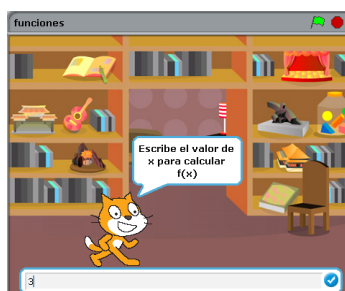 funciones
Escribe el valor de
x para calcular
f(x)
3